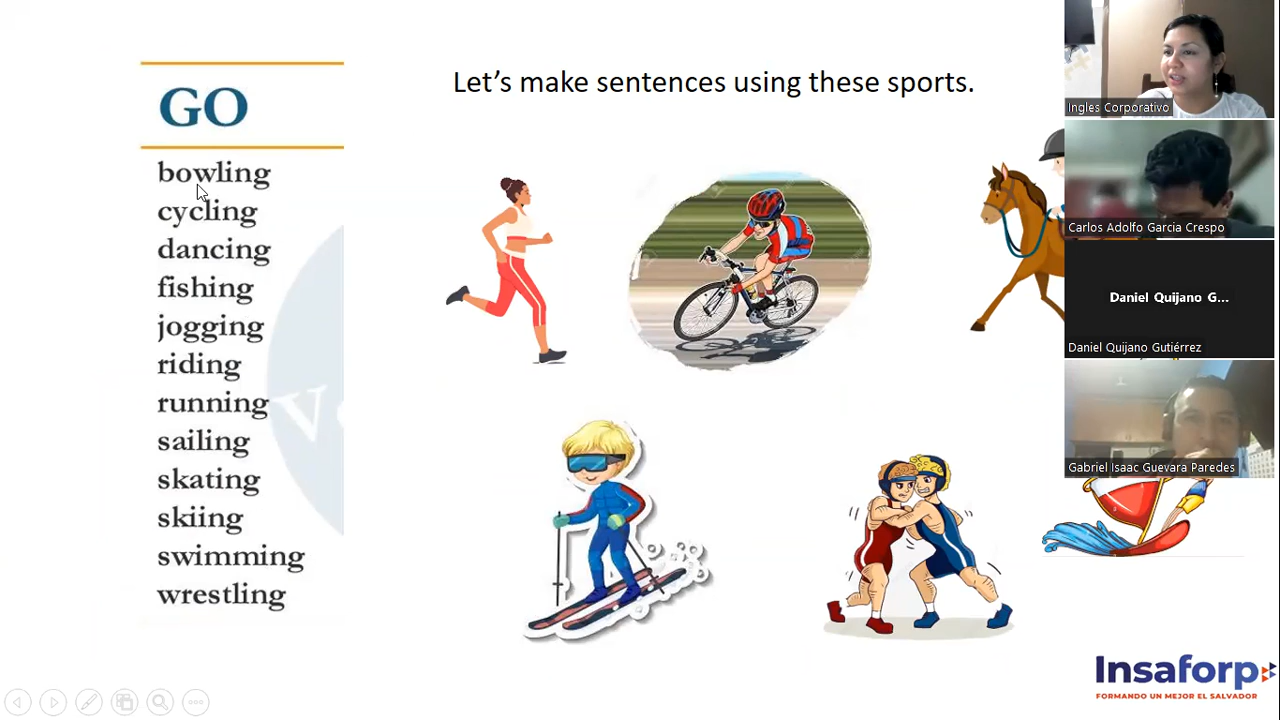 GO
bowling
cycling
dancing
fishing
jogging
riding
running
sailing
skating
skiing
swimming
wrestling
Let's make sentences using these sports.
Ingles Corporativo
Carlos Adolfo Garcia Crespo
Daniel Quijano G...
Daniel Quijano Gutiérrez
Gabriel Isaac Guevara Paredes
Insaforp
FORMANDO UN MEJOR EL SALVADOR